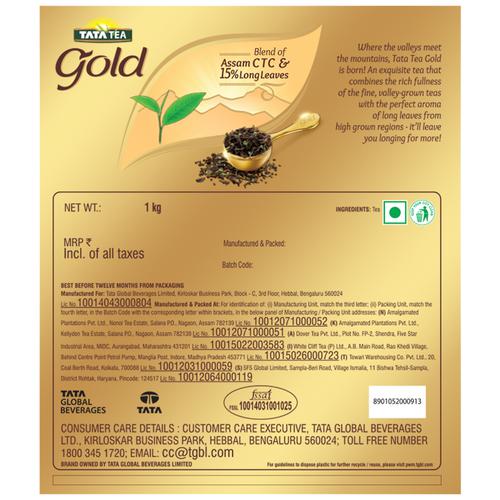 TATA TEA
Gold
Blend of
Assam CTC &
15% Long Leaves
Where the valleys meet
the mountains, Tata Tea Gold
is born! An exquisite tea that
combines the rich fullness
of the fine, valley-grown teas
with the perfect aroma
of long leaves from
high grown regions - it'll leave
you longing for more!
NET WT.: 1 kg
INGREDIENTS: Tea
MRP ₹
Incl. of all taxes
Manufactured & Packed:
Batch Code:
BEST BEFORE TWELVE MONTHS FROM PACKAGING
Manufactured For: Tata Global Beverages Limited, Kirloskar Business Park, Block - C, 3rd Floor, Hebbal, Bengaluru 560024
Lic No. 10014043000804 Manufactured & Packed At: For identification of: (i) Manufacturing Unit, match the third letter; (ii) Packing Unit, match the
fourth letter, in the Batch Code with the corresponding letter within brackets, in the below panel of Manufacturing / Packing Unit addresses: (N) Amalgamated
Plantations Pvt. Ltd., Nonoi Tea Estate, Salana P.O., Nagaon, Assam 782139 Lic No. 10012071000052 (K) Amalgamated Plantations Pvt. Ltd.,
Kellyden Tea Estate, Salana P.O., Nagaon, Assam 782139 Lic No. 10012071000051 (A) Dover Tea Pvt. Ltd., Plot No. FP-2, Shendra, Five Star
Industrial Area, MIDC, Aurangabad, Maharashtra 431201 Lic No. 10015022003583 (I) White Cliff Tea (P) Ltd., A.B. Main Road, Rao Khedi Village,
Behind Centre Point Petrol Pump, Manglia Post, Indore, Madhya Pradesh 453771 Lic No. 10015026000723 (T) Towari Warehousing Co. Pvt. Ltd., 20,
Coal Berth Road, Kolkata, 700088 Lic No. 10012031000059 (S) SFS Global Limited, Sampla-Beri Road, Village Ismaila, 11 Bishwa Tehsil-Sampla,
District Rohtak, Haryana, Pincode: 124517 Lic No. 10012064000119
TATA
GLOBAL
BEVERAGES
TATA
fssai
FBSL 10014031001025
8901052000913
CONSUMER CARE DETAILS : CUSTOMER CARE EXECUTIVE, TATA GLOBAL BEVERAGES
LTD., KIRLOSKAR BUSINESS PARK, HEBBAL, BENGALURU 560024; TOLL FREE NUMBER
1800 345 1720; EMAIL: cc@tgbl.com
BRAND OWNED BY TATA GLOBAL BEVERAGES LIMITED
For guidelines to dispose plastic for further recycle / reuse, please visit pwm.tgbl.com